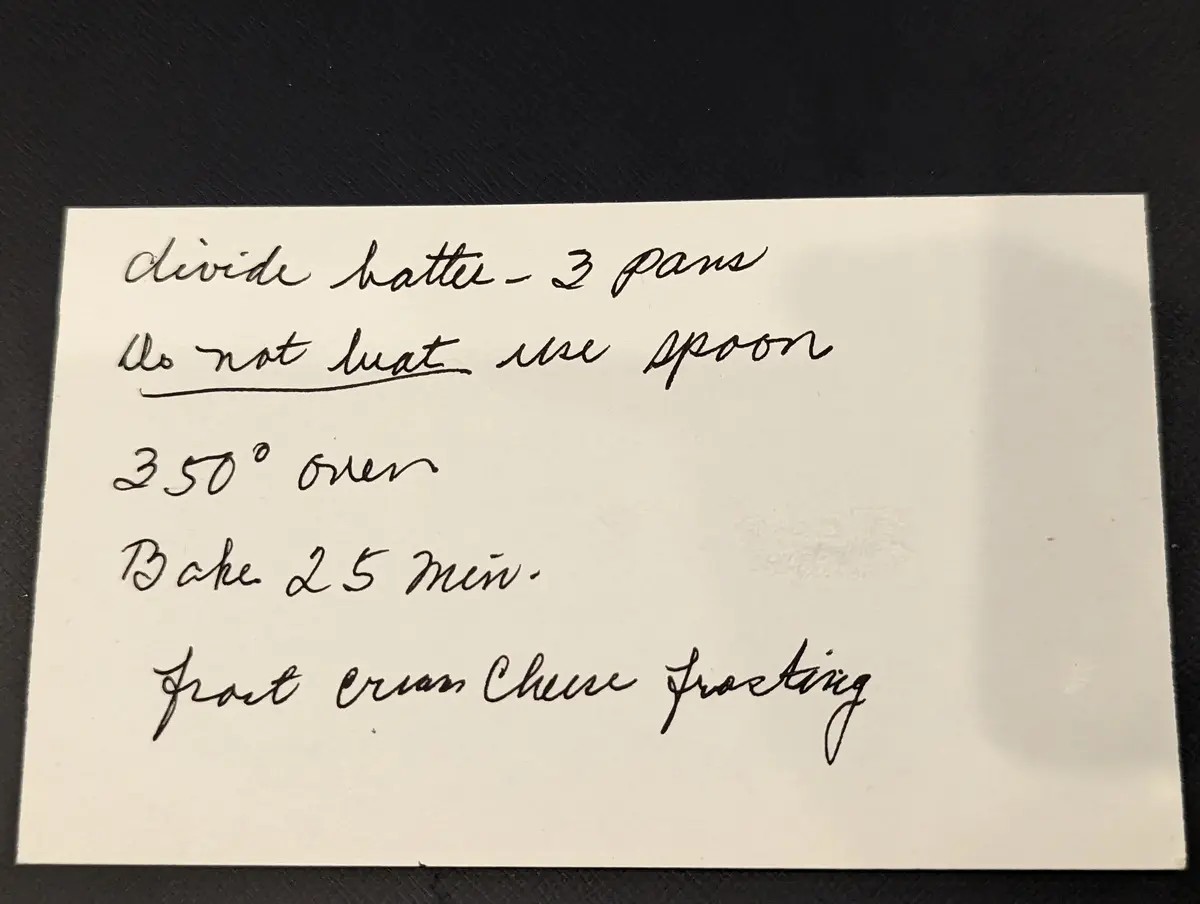 divide batter - 3 pans
Do not beat use spoon
350° oven
Bake 25 min.
frost cream Cheese frosting